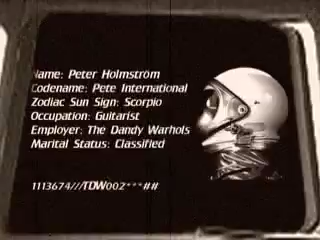 Name: Peter Holmström
Codename: Pete International
Zodiac Sun Sign: Scorpio
Occupation: Guitarist
Employer: The Dandy Warhols
Marital Status: Classified
1113674///TDW002***##